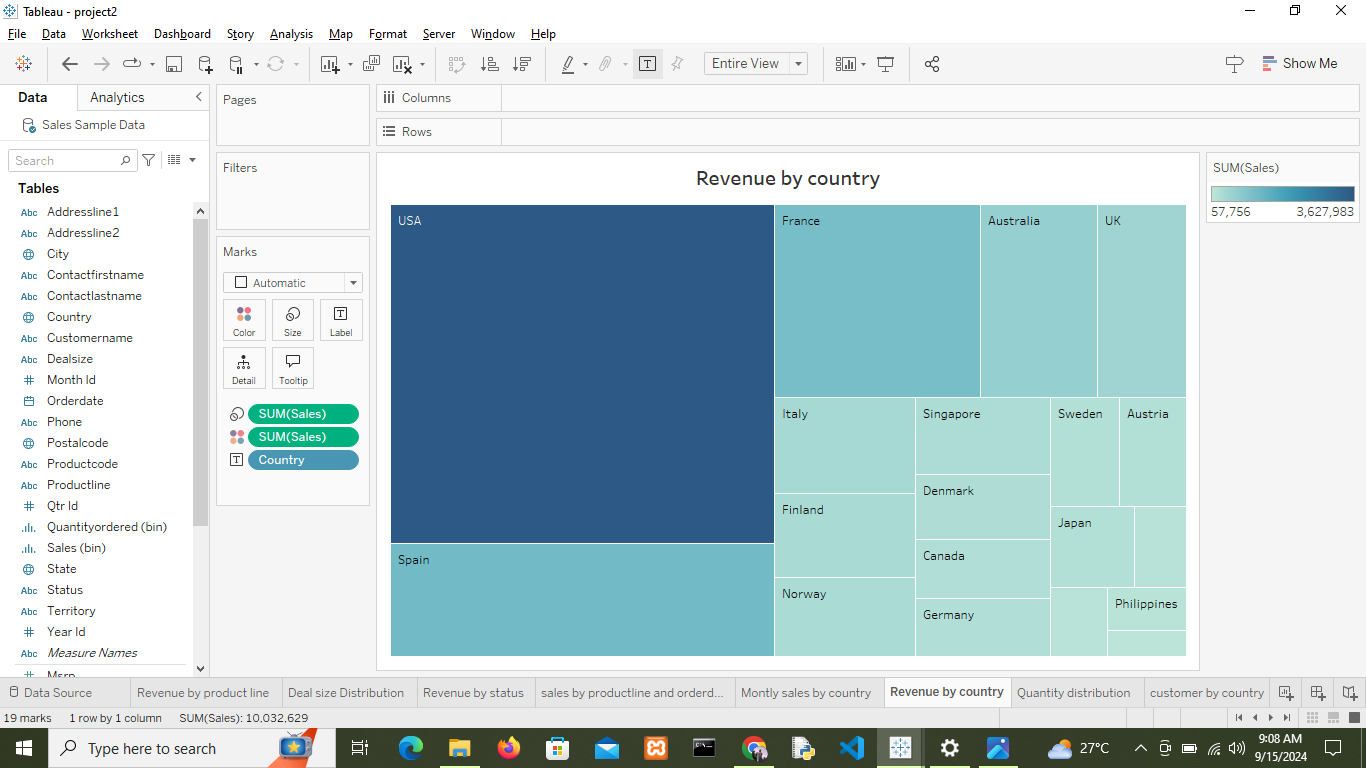 Tableau - project2
File Data Worksheet Dashboard Story Analysis Map Format Server Window Help
Entire View
Show Me
Data Analytics
Sales Sample Data
Search
Tables
Abc Addressline1
Abc Addressline2
City
Abc Contactfirstname
Abc Contactlastname
Country
Abc Customername
Abc Dealsize
Month Id
Orderdate
Abc Phone
Postalcode
Abc Productcode
Abc Productline
Qtr Id
Quantityordered (bin)
Sales (bin)
State
Abc Status
Abc Territory
Year Id
Abc Measure Names
Msrp
Pages
Filters
Marks
Automatic
Color Size Label
Detail Tooltip
SUM(Sales)
SUM(Sales)
Country
Columns
Rows
Revenue by country
USA
Spain
France
Australia
UK
Italy
Singapore
Sweden
Austria
Denmark
Finland
Japan
Canada
Norway
Philippines
Germany
SUM(Sales)
57,756 3,627,983
Data Source Revenue by product line Deal size Distribution Revenue by status sales by productline and orderd... Montly sales by country Revenue by country Quantity distribution customer by country
19 marks 1 row by 1 column SUM(Sales): 10,032,629
Type here to search
27°C
9:08 AM
9/15/2024